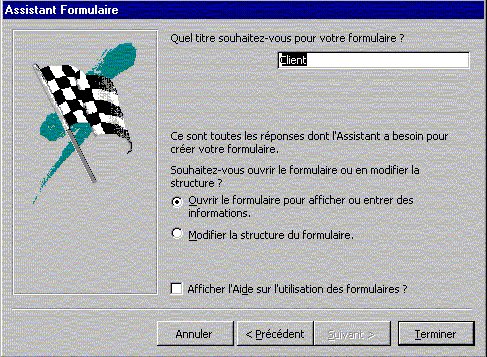 Assistant Formulaire
Quel titre souhaitez-vous pour votre formulaire ?
Client
Ce sont toutes les réponses dont l'Assistant a besoin pour
créer votre formulaire.
Souhaitez-vous ouvrir le formulaire ou en modifier la
structure ?
Ouvrir le formulaire pour afficher ou entrer des
informations.
Modifier la structure du formulaire.
Afficher l'Aide sur l'utilisation des formulaires ?
Annuler < Précédent Suivant > Terminer